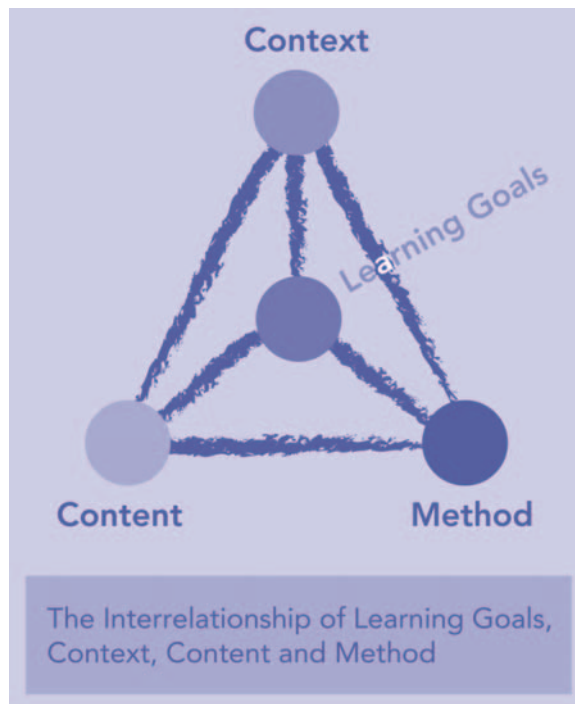 Context
Learning Goals
Content
Method
The Interrelationship of Learning Goals,
Context, Content and Method